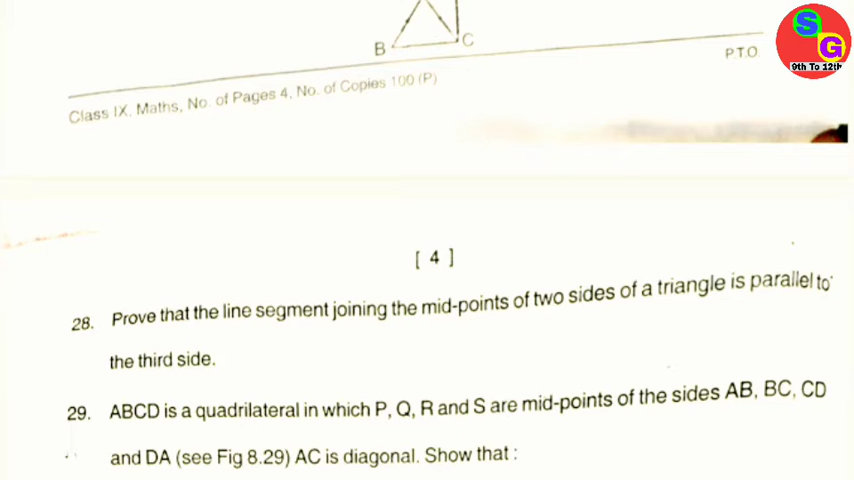 B
C
SG
9th To 12th
P.T.O.
Class IX, Maths, No. of Pages 4, No. of Copies 100 (P)
[ 4 ]
28. Prove that the line segment joining the mid-points of two sides of a triangle is parallel to
the third side.
29. ABCD is a quadrilateral in which P, Q, R and S are mid-points of the sides AB, BC, CD
and DA (see Fig 8.29) AC is diagonal. Show that :